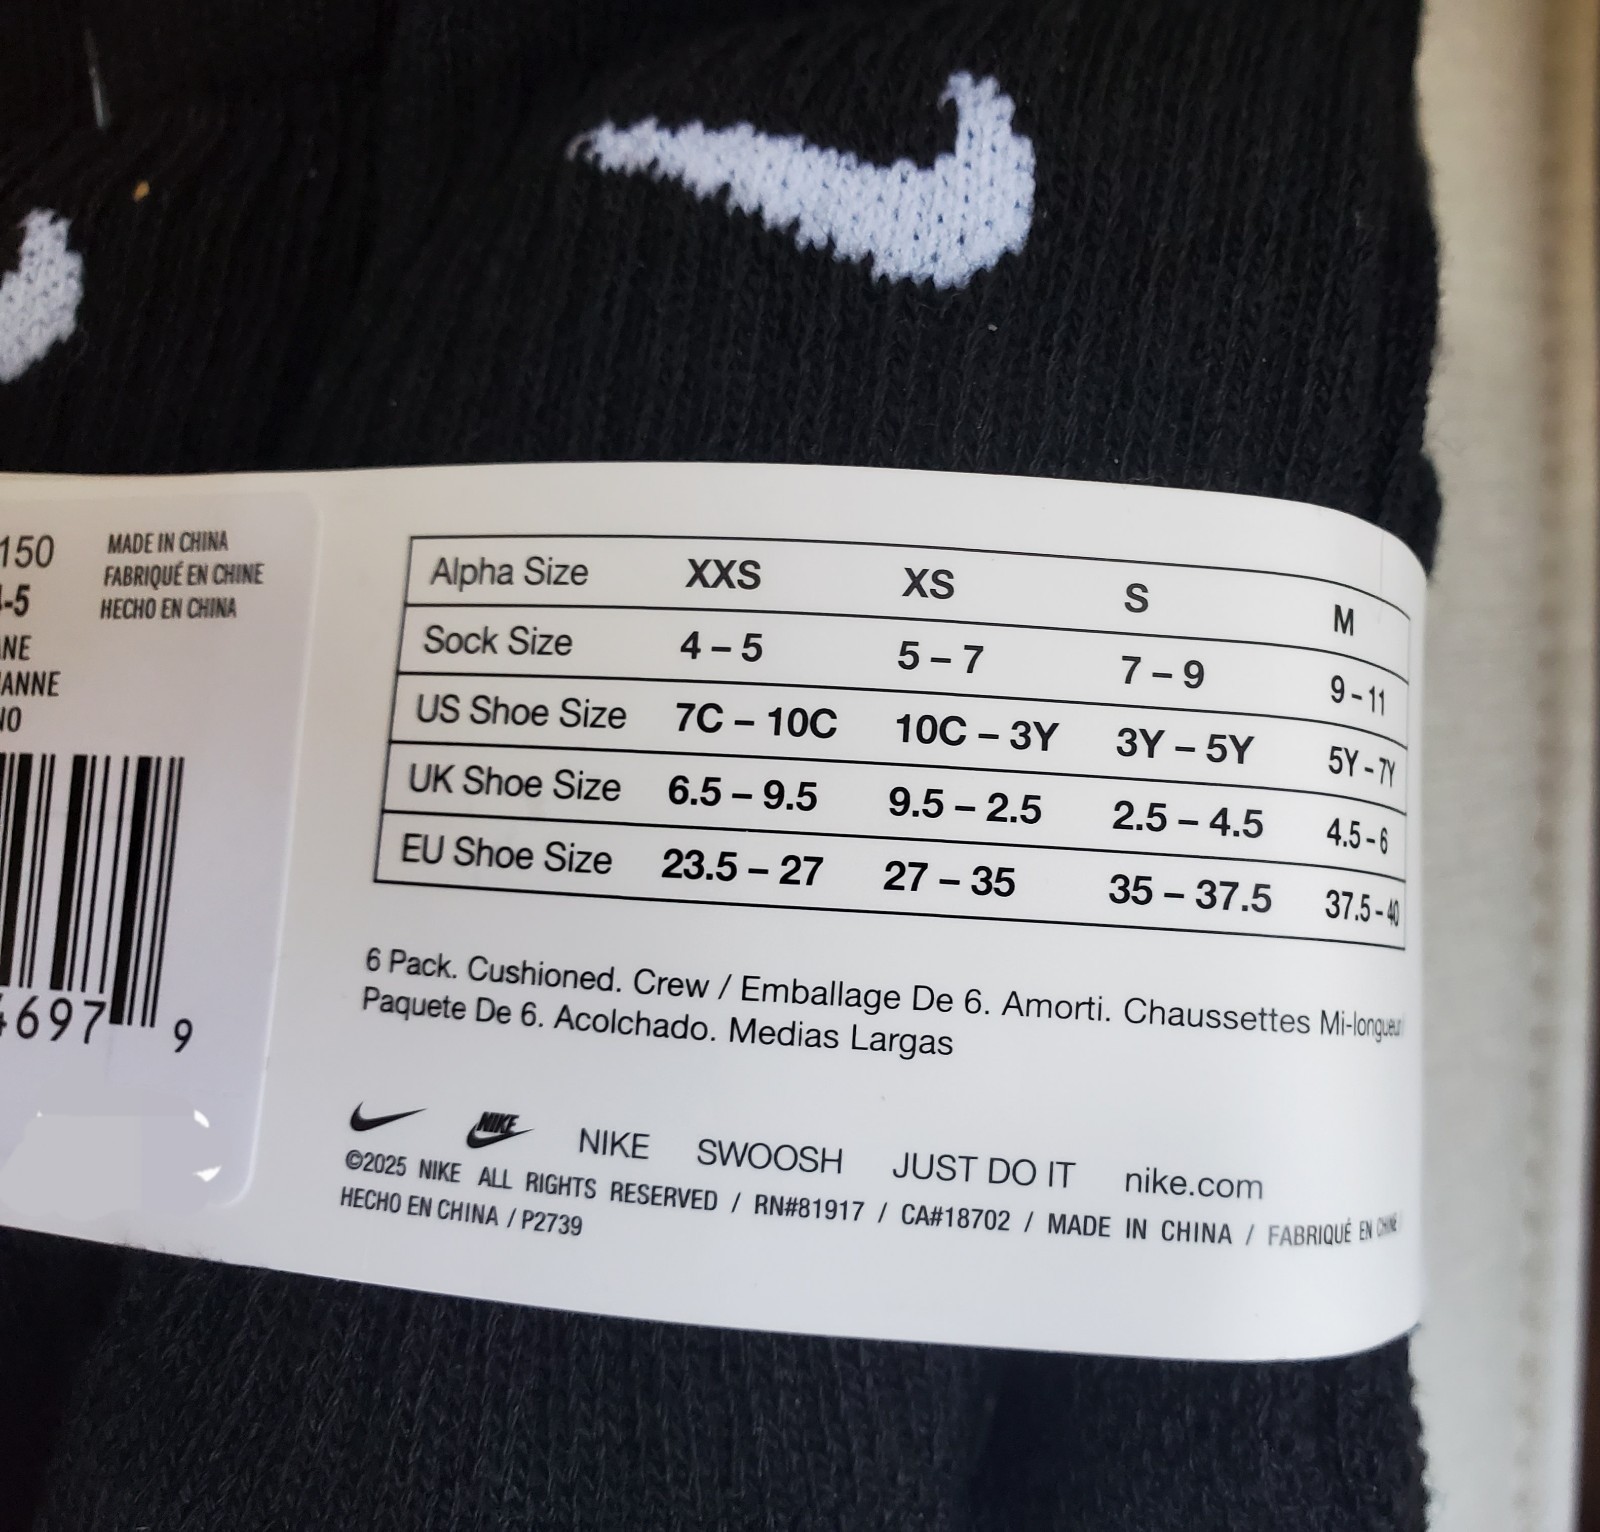 150
MADE IN CHINA
FABRIQUÉ EN CHINE
HECHO EN CHINA
-5
Alpha Size XXS XS S M
Sock Size 4 – 5 5 – 7 7 – 9 9 – 11
US Shoe Size 7C – 10C 10C – 3Y 3Y – 5Y 5Y – 7Y
UK Shoe Size 6.5 – 9.5 9.5 – 2.5 2.5 – 4.5 4.5 – 6
EU Shoe Size 23.5 – 27 27 – 35 35 – 37.5 37.5 – 40
697 9
6 Pack. Cushioned. Crew / Emballage De 6. Amorti. Chaussettes Mi-longueur
Paquete De 6. Acolchado. Medias Largas
NIKE NIKE SWOOSH JUST DO IT nike.com
©2025 NIKE ALL RIGHTS RESERVED / RN#81917 / CA#18702 / MADE IN CHINA / FABRIQUÉ EN CHINE
HECHO EN CHINA / P2739